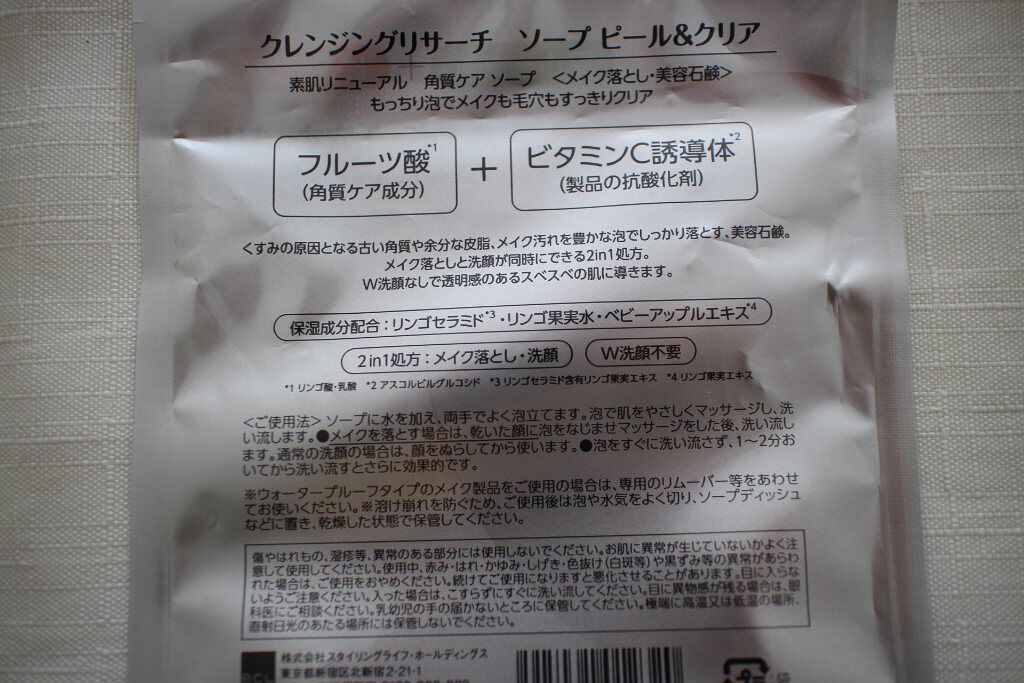 クレンジングリサーチ ソープ ピール&クリア
素肌リニューアル 角質ケア ソープ <メイク落とし・美容石鹸>
もっちり泡でメイクも毛穴もすっきりクリア
フルーツ酸*1
(角質ケア成分)
+
ビタミンC誘導体*2
(製品の抗酸化剤)
くすみの原因となる古い角質や余分な皮脂、メイク汚れを豊かな泡でしっかり落とす、美容石鹸。
メイク落としと洗顔が同時にできる2in1処方。
W洗顔なしで透明感のあるスベスベの肌に導きます。
保湿成分配合:リンゴセラミド*3・リンゴ果実水・ベビーアップルエキス*4
2in1処方:メイク落とし・洗顔
W洗顔不要
*1 リンゴ酸・乳酸 *2 アスコルビルグルコシド *3 リンゴセラミド含有リンゴ果実エキス *4 リンゴ果実エキス
<ご使用法>ソープに水を加え、両手でよく泡立てます。泡で肌をやさしくマッサージし、洗
い流します。●メイクを落とす場合は、乾いた顔に泡をなじませマッサージをした後、洗い流し
ます。通常の洗顔の場合は、顔をぬらしてから使います。●泡をすぐに洗い流さず、1〜2分お
いてから洗い流すとさらに効果的です。
※ウォータープルーフタイプのメイク製品をご使用の場合は、専用のリムーバー等をあわせ
てお使いください。※溶け崩れを防ぐため、ご使用後は泡や水気をよく切り、ソープディッシュ
などに置き、乾燥した状態で保管してください。
傷やはれもの、湿疹等、異常のある部分には使用しないでください。お肌に異常が生じていないかよく注
意して使用してください。使用中、赤み・はれ・かゆみ・しげき・色抜け(白斑等)や黒ずみ等の異常があらわ
れた場合は、ご使用をおやめください。続けてご使用になりますと悪化させることがあります。目に入らな
いようご注意ください。入った場合は、こすらずにすぐに洗い流してください。目に異物感が残る場合は、眼
科医にご相談ください。乳幼児の手の届かないところに保管してください。極端に高温又は低温の場所、
直射日光のあたる場所には保管しないでください。
BCL
株式会社スタイリングライフ・ホールディングス
東京都新宿区北新宿2-21-1